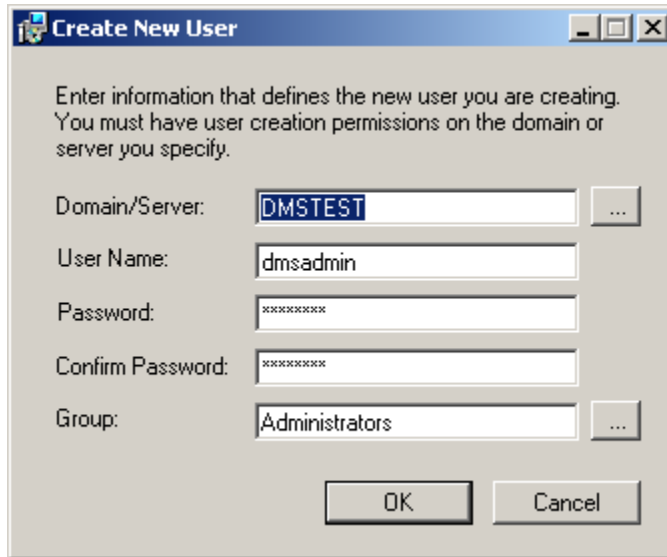 Create New User
Enter information that defines the new user you are creating.
You must have user creation permissions on the domain or
server you specify.
Domain/Server: DMSTEST ...
User Name: dmsadmin
Password: ********
Confirm Password: ********
Group: Administrators ...
OK Cancel